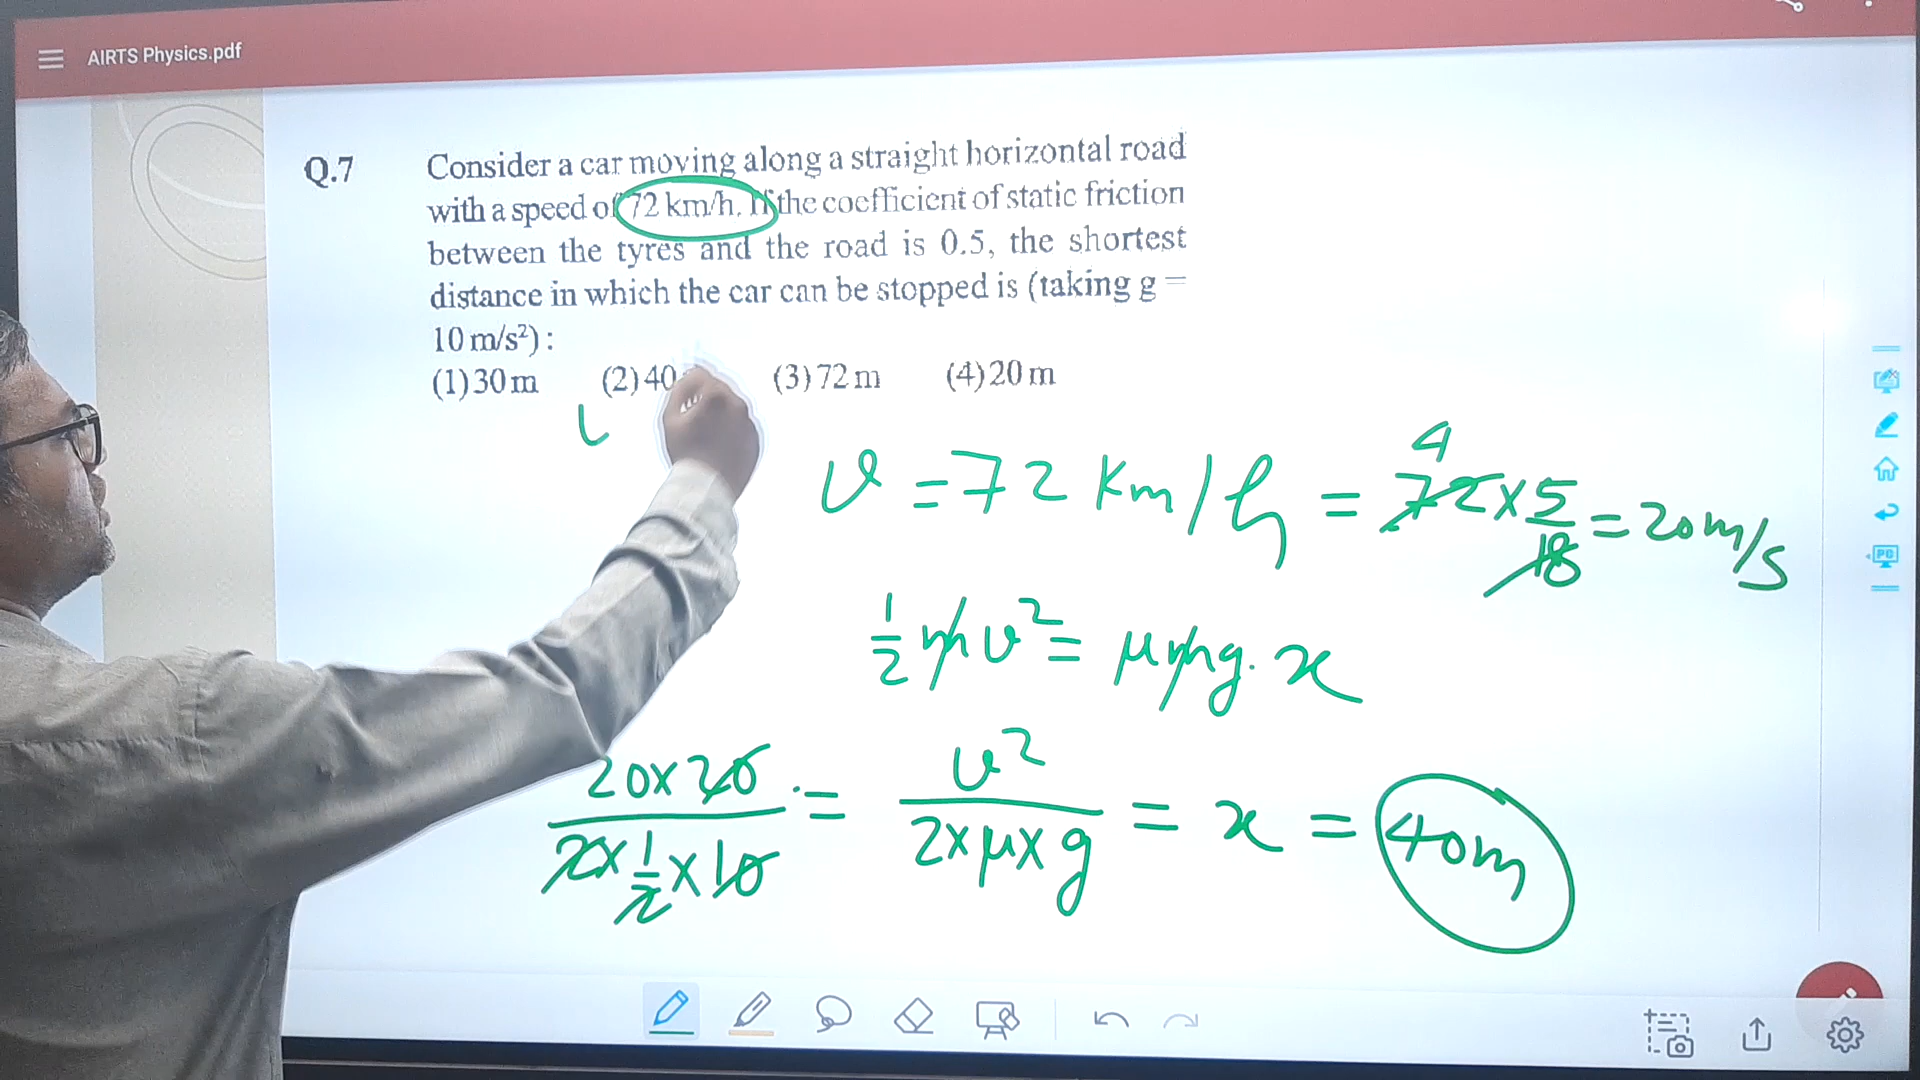 AIRTS Physics.pdf
Q.7 Consider a car moving along a straight horizontal road
with a speed of 72 km/h. If the coefficient of static friction
between the tyres and the road is 0.5, the shortest
distance in which the car can be stopped is (taking g =
10 m/s²) :
(1) 30 m (2) 40 (3) 72 m (4) 20 m
v = 72 Km/h = 72 × 5/18 = 20 m/s
4
1/2 mv² = μmg. x
20 × 20 / 2 × 1/2 × 10 = v² / 2 × μ × g = x = 40m
PC